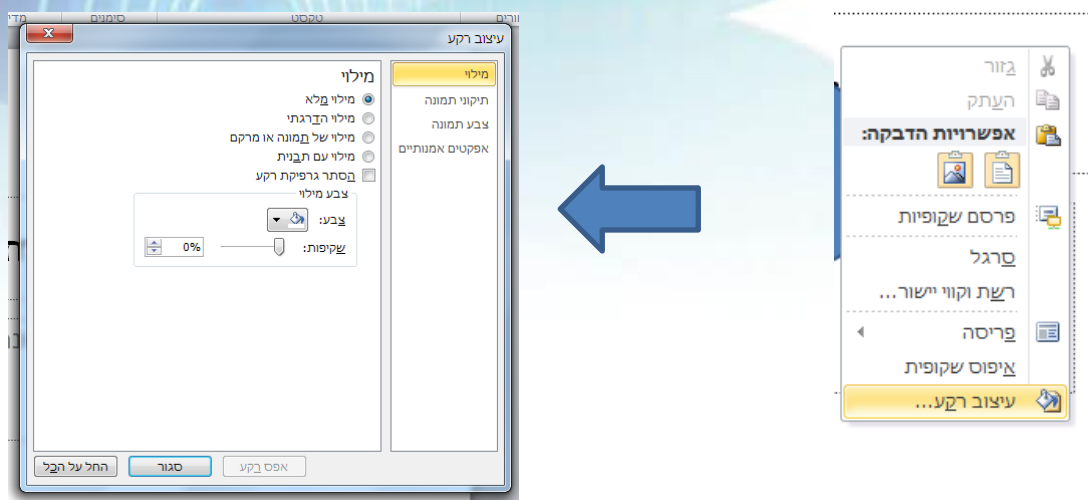 גזור
העתק
אפשרויות הדבקה:
פרסם שקופיות
סרגל
רשת וקווי יישור...
פריסה
איפוס שקופית
עיצוב רקע...
טקסט
סימנים
עיצוב רקע
מילוי
תיקוני תמונה
צבע תמונה
אפקטים אמנותיים
מילוי
מילוי מלא
מילוי הדרגתי
מילוי של תמונה או מרקם
מילוי עם תבנית
הסתר גרפיקת רקע
צבע מילוי
צבע:
שקיפות:
0%
אפס רקע
סגור
החל על הכל